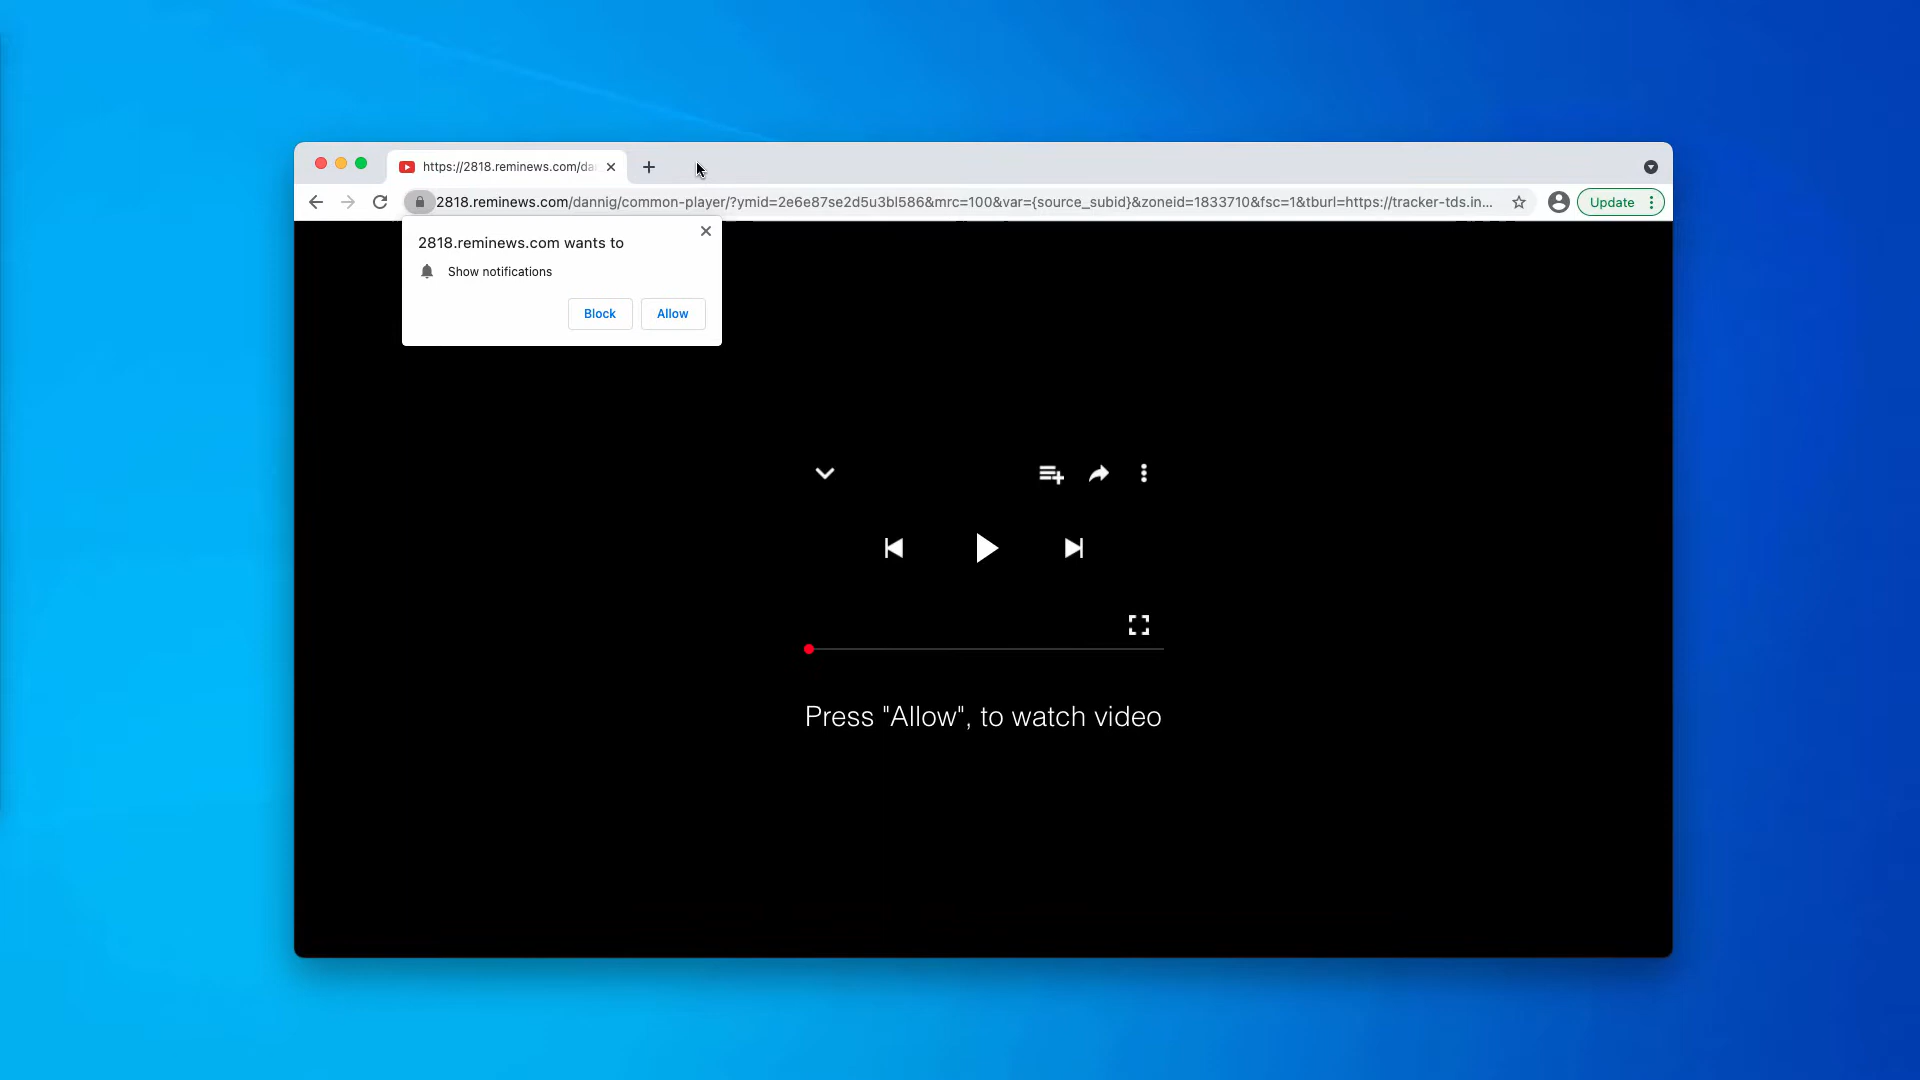 https://2818.reminews.com/da
2818.reminews.com/dannig/common-player/?ymid=2e6e87se2d5u3bl586&mrc=100&var={source_subid}&zoneid=1833710&fsc=1&tburl=https://tracker-tds.in...
Update
2818.reminews.com wants to
Show notifications
Block
Allow
Press "Allow", to watch video